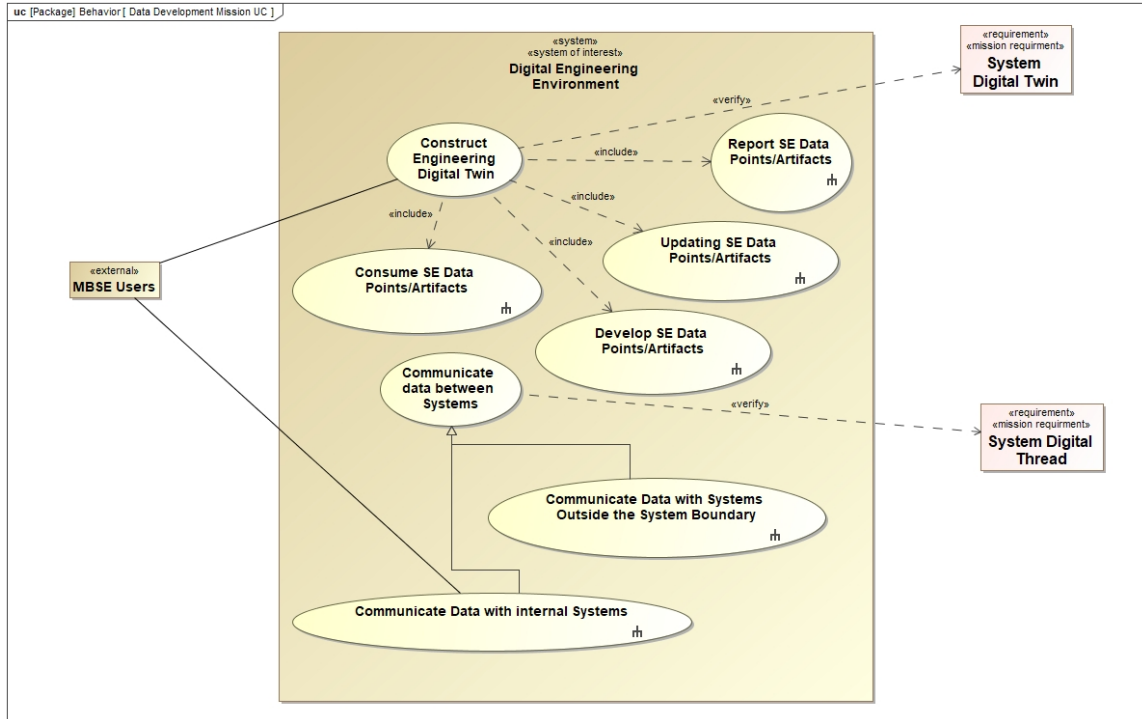 uc [Package] Behavior [ Data Development Mission UC ]
«system»
«system of interest»
Digital Engineering
Environment
«requirement»
«mission requirment»
System
Digital Twin
«verify»
Construct
Engineering
Digital Twin
«include»
Report SE Data
Points/Artifacts
«include»
«include»
«include»
Updating SE Data
Points/Artifacts
Consume SE Data
Points/Artifacts
«external»
MBSE Users
Develop SE Data
Points/Artifacts
Communicate
data between
Systems
«verify»
«requirement»
«mission requirment»
System Digital
Thread
Communicate Data with Systems
Outside the System Boundary
Communicate Data with internal Systems